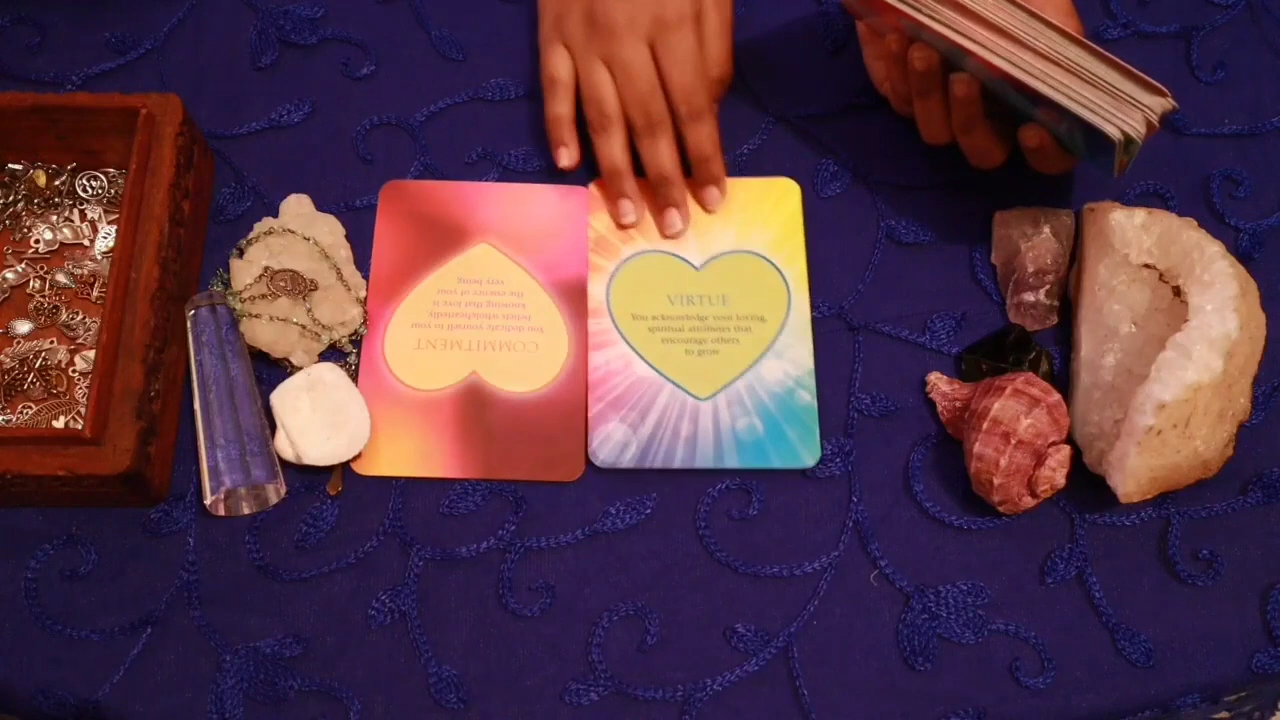 COMMITMENT
You dedicate yourself to your
beliefs wholeheartedly
knowing that love is
the essence of your
very being
VIRTUE
You acknowledge your loving,
spiritual attributes that
encourage others
to grow